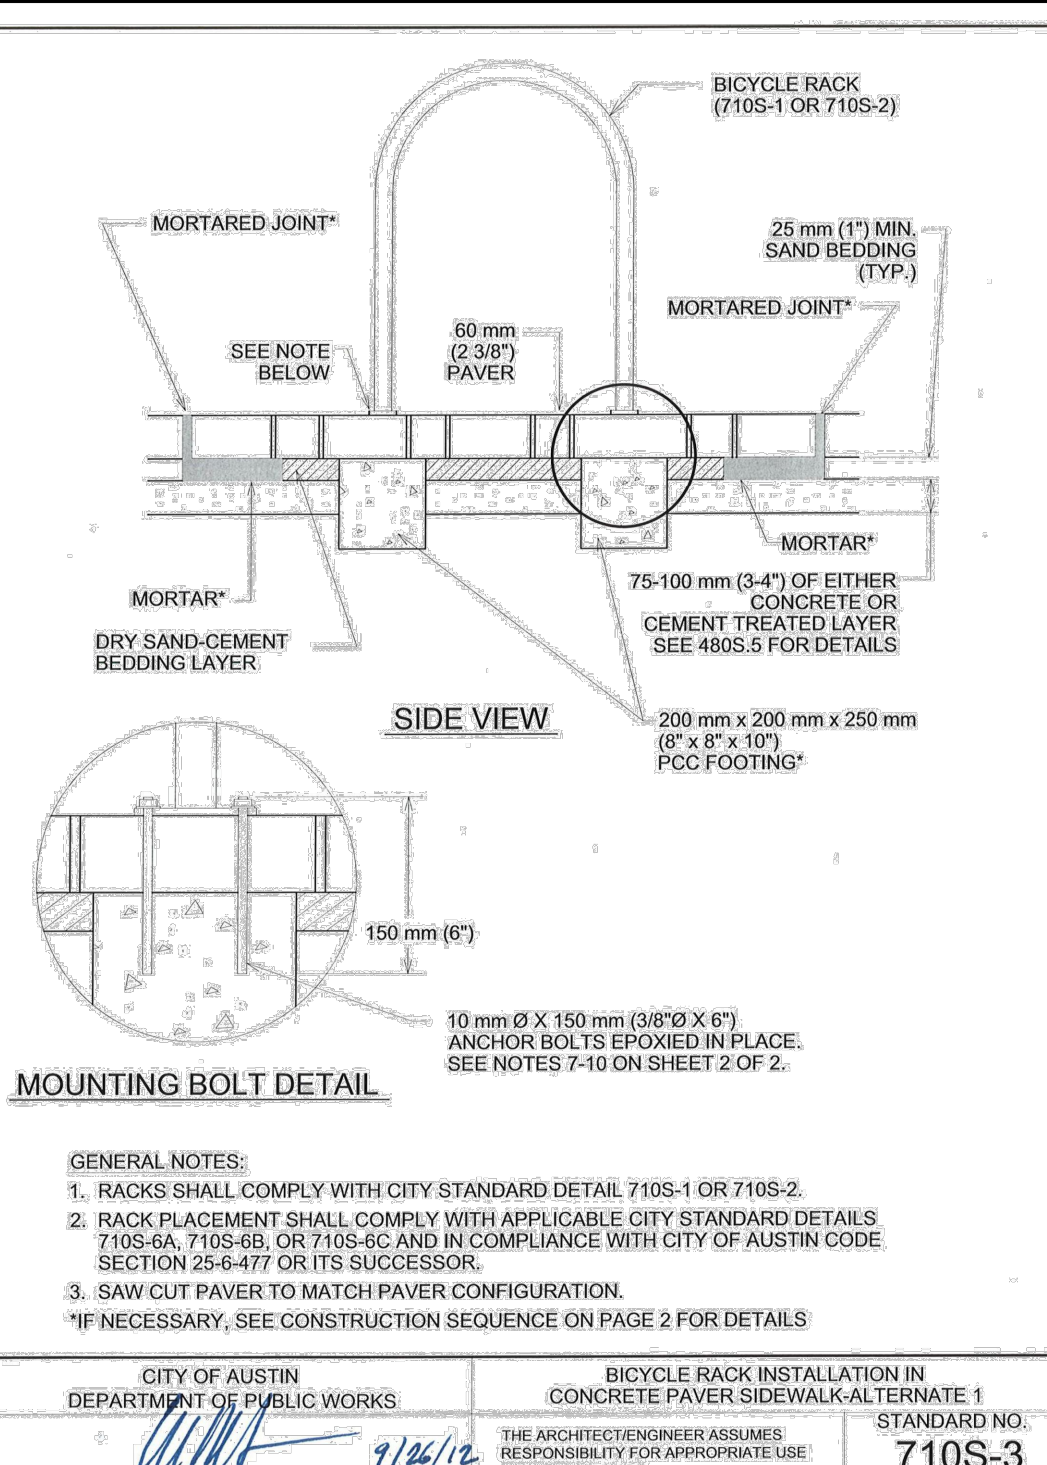 BICYCLE RACK
(710S-1 OR 710S-2)
MORTARED JOINT*
25 mm (1") MIN.
SAND BEDDING
(TYP.)
MORTARED JOINT*
60 mm
(2 3/8")
PAVER
SEE NOTE
BELOW
MORTAR*
75-100 mm (3-4") OF EITHER
CONCRETE OR
CEMENT TREATED LAYER
SEE 480S.5 FOR DETAILS
MORTAR*
DRY SAND-CEMENT
BEDDING LAYER
SIDE VIEW
200 mm x 200 mm x 250 mm
(8" x 8" x 10")
PCC FOOTING*
150 mm (6")
10 mm Ø X 150 mm (3/8"Ø X 6")
ANCHOR BOLTS EPOXIED IN PLACE.
SEE NOTES 7-10 ON SHEET 2 OF 2.
MOUNTING BOLT DETAIL
GENERAL NOTES:
1. RACKS SHALL COMPLY WITH CITY STANDARD DETAIL 710S-1 OR 710S-2.
2. RACK PLACEMENT SHALL COMPLY WITH APPLICABLE CITY STANDARD DETAILS
710S-6A, 710S-6B, OR 710S-6C AND IN COMPLIANCE WITH CITY OF AUSTIN CODE
SECTION 25-6-477 OR ITS SUCCESSOR.
3. SAW CUT PAVER TO MATCH PAVER CONFIGURATION.
*IF NECESSARY, SEE CONSTRUCTION SEQUENCE ON PAGE 2 FOR DETAILS
CITY OF AUSTIN
DEPARTMENT OF PUBLIC WORKS
9/26/12
BICYCLE RACK INSTALLATION IN
CONCRETE PAVER SIDEWALK-ALTERNATE 1
THE ARCHITECT/ENGINEER ASSUMES
RESPONSIBILITY FOR APPROPRIATE USE
STANDARD NO.
710S-3